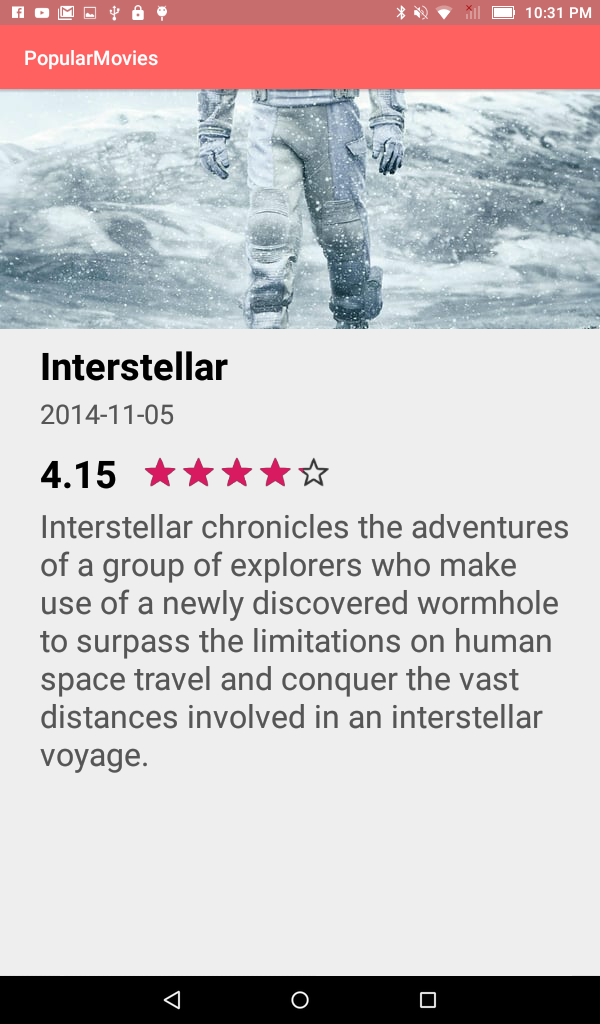 10:31 PM
PopularMovies
Interstellar
2014-11-05
4.15
Interstellar chronicles the adventures
of a group of explorers who make
use of a newly discovered wormhole
to surpass the limitations on human
space travel and conquer the vast
distances involved in an interstellar
voyage.